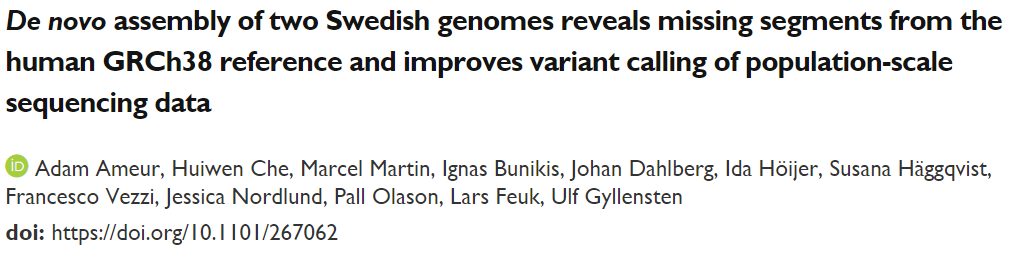 De novo assembly of two Swedish genomes reveals missing segments from the
human GRCh38 reference and improves variant calling of population-scale
sequencing data
iD Adam Ameur, Huiwen Che, Marcel Martin, Ignas Bunikis, Johan Dahlberg, Ida Höijer, Susana Häggqvist,
Francesco Vezzi, Jessica Nordlund, Pall Olason, Lars Feuk, Ulf Gyllensten
doi: https://doi.org/10.1101/267062